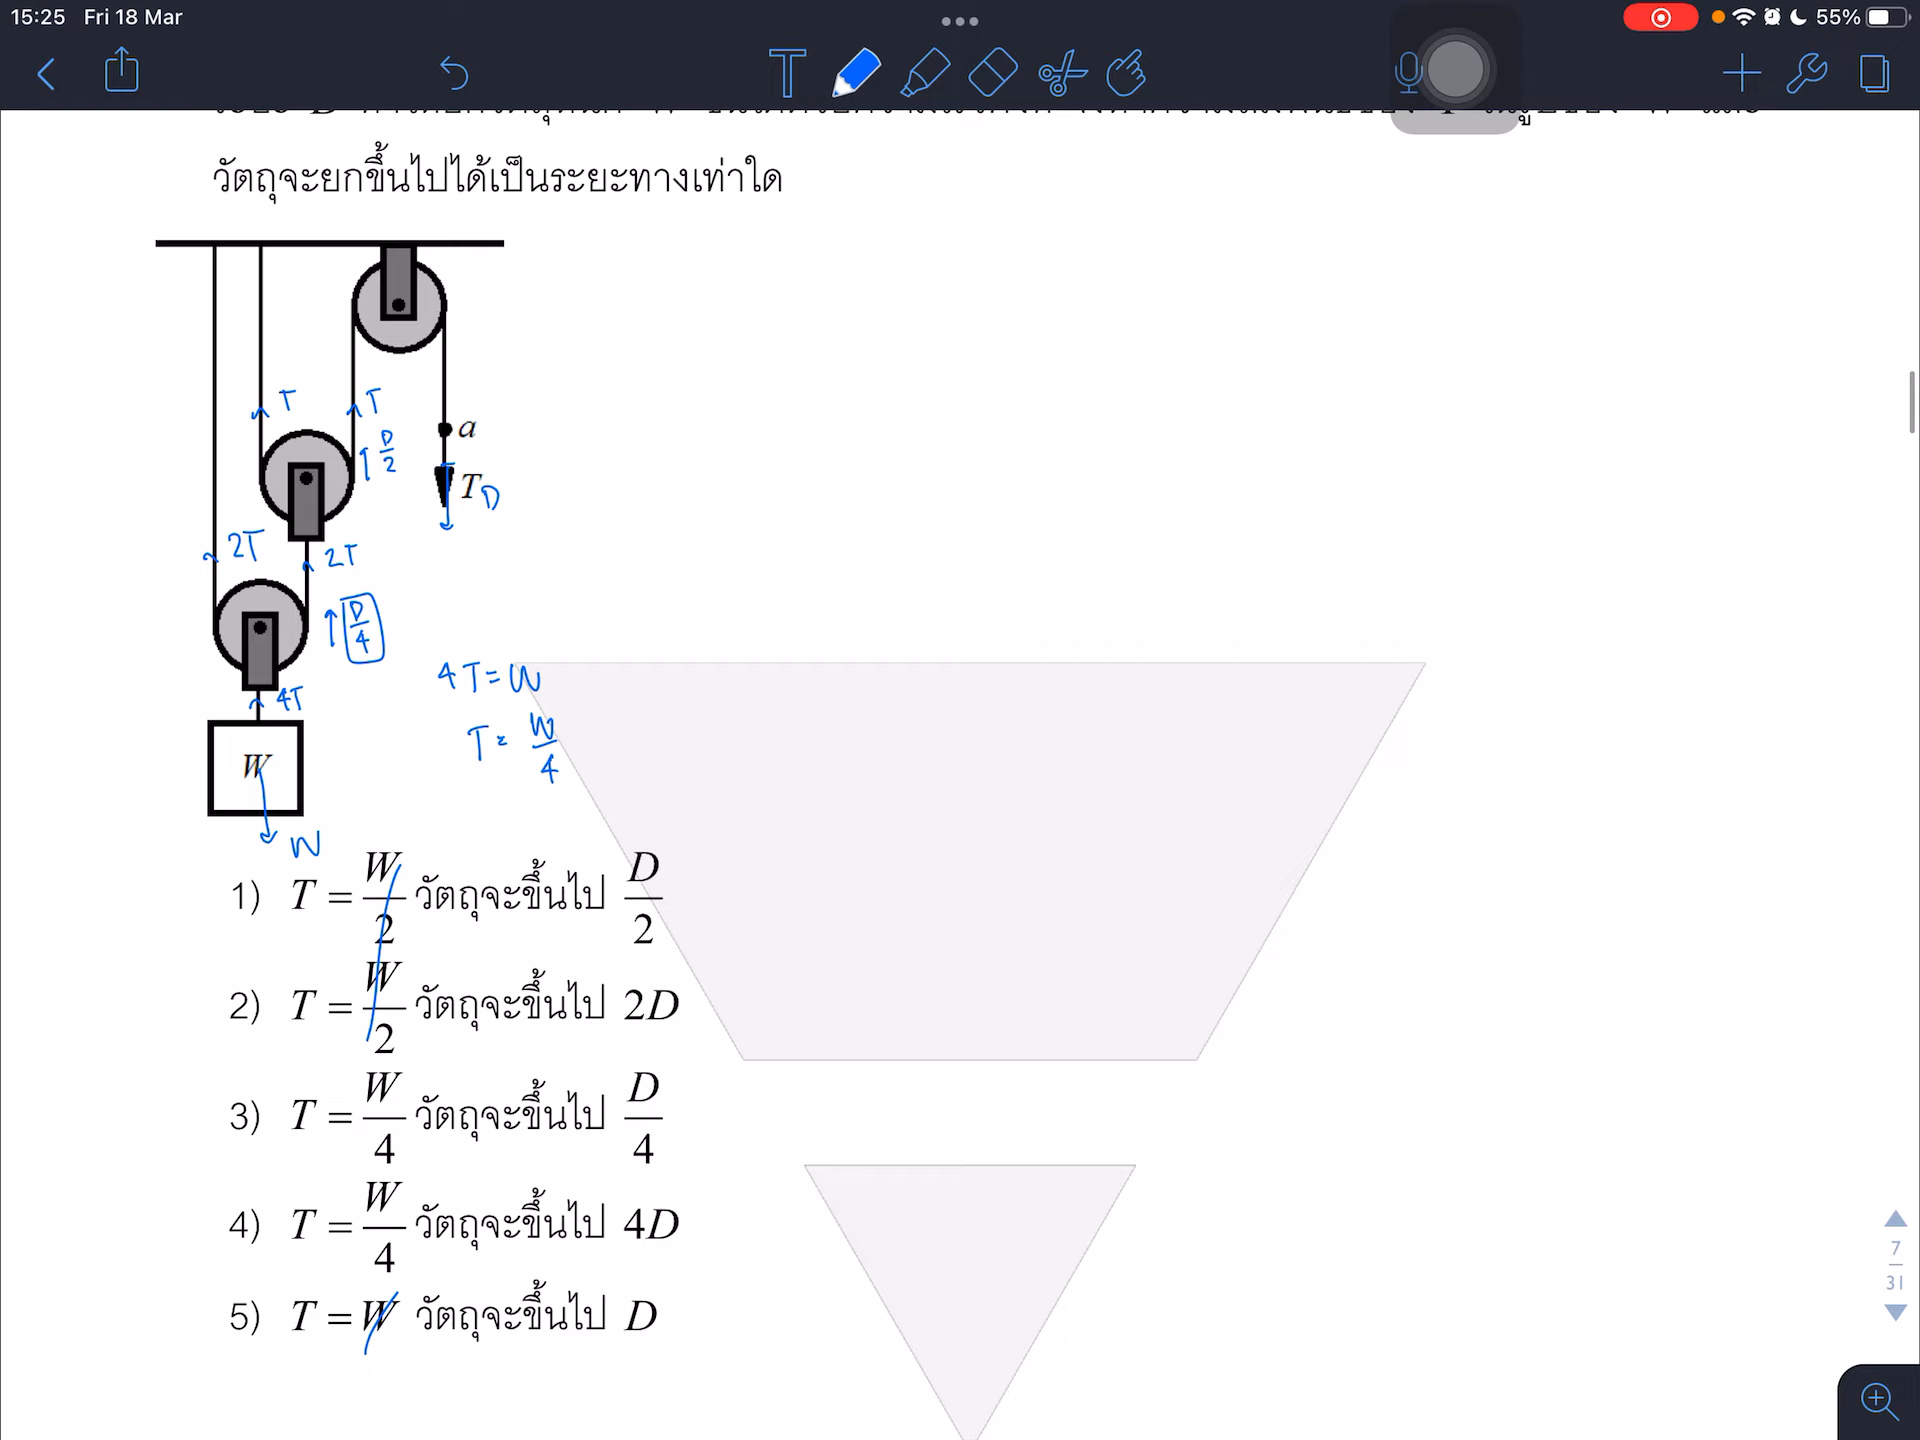 15:25 Fri 18 Mar
55%
วัตถุจะยกขึ้นไปได้เป็นระยะทางเท่าใด
T T
D/2
a
T D
2T 2T
D/4
4T
W
W
4T = W
T = W/4
1) T = W/2 วัตถุจะขึ้นไป D/2
2) T = W/2 วัตถุจะขึ้นไป 2D
3) T = W/4 วัตถุจะขึ้นไป D/4
4) T = W/4 วัตถุจะขึ้นไป 4D
5) T = W วัตถุจะขึ้นไป D
7
31